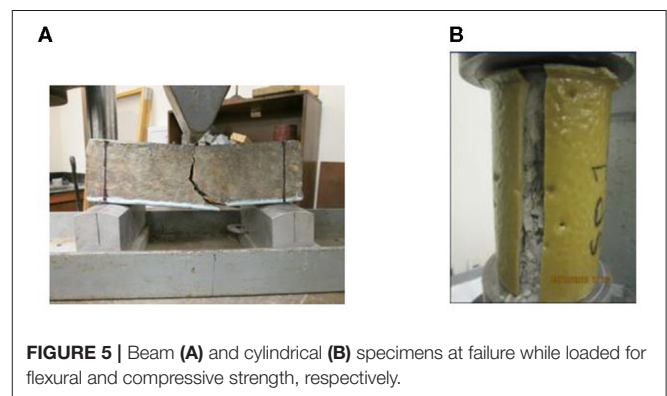 A
B
FIGURE 5 | Beam (A) and cylindrical (B) specimens at failure while loaded for
flexural and compressive strength, respectively.